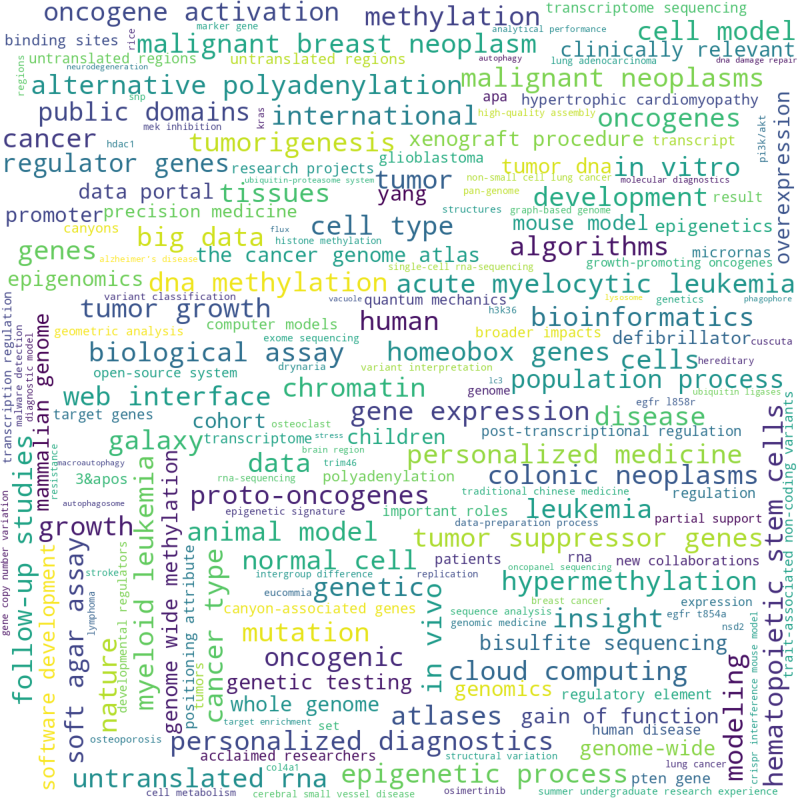 oncogene activation
methylation
transcriptome sequencing
marker gene
analytical performance
binding sites
rice
malignant breast neoplasm
cell model
clinically relevant
untranslated regions
untranslated regions
autophagy
lung adenocarcinoma
dna damage repair
neurodegeneration
regions
alternative polyadenylation
malignant neoplasms
snp
apa
hypertrophic cardiomyopathy
public domains
kras
international
high-quality assembly
oncogenes
mek inhibition
pi3k/akt
overexpression
cancer
hdac1
tumorigenesis
xenograft procedure
transcript
regulator genes
research projects
glioblastoma
tumor dna
in vitro
ubiquitin-proteasome system
tumor
non-small cell lung cancer
molecular diagnostics
data portal
tissues
yang
pan-genome
development
result
promoter
precision medicine
structures
graph-based genome
canyons
big data
flux
cell type
mouse model
epigenetics
histone methylation
genes
alzheimer's disease
the cancer genome atlas
algorithms
micrornas
single-cell rna-sequencing
growth-promoting oncogenes
epigenomics
dna methylation
acute myelocytic leukemia
variant classification
vacuole
quantum mechanics
lysosome
genetics
phagophore
tumor growth
h3k36
bioinformatics
geometric analysis
computer models
human
broader impacts
defibrillator
cuscuta
exome sequencing
biological assay
homeobox genes
cells
hereditary
transcription regulation
malware detection
diagnostic model
mammalian genome
open-source system
drynaria
variant interpretation
population process
web interface
chromatin
lc3
genome
ubiquitin ligases
target genes
cohort
osteoclast
gene expression
egfr l858r
disease
galaxy
transcriptome
stress
children
post-transcriptional regulation
brain region
macroautophagy
data
trim46
personalized medicine
3&apos
rna-sequencing
polyadenylation
colonic neoplasms
resistance
proto-oncogenes
traditional chinese medicine
regulation
autophagosome
epigenetic signature
important roles
leukemia
partial support
growth
animal model
data-preparation process
tumor suppressor genes
follow-up studies
gene copy number variation
software development
soft agar assay
stroke
lymphoma
nature
developmental regulators
myeloid leukemia
genome wide methylation
positioning attribute
tumors
cancer type
normal cell
patients
rna
new collaborations
intergroup difference
replication
oncopanel sequencing
eucommia
genetic
hypermethylation
canyon-associated genes
in vivo
breast cancer
expression
sequence analysis
egfr t854a
genomic medicine
insight
nsd2
mutation
bisulfite sequencing
oncogenic
cloud computing
genetic testing
genomics
regulatory element
whole genome
atlases
gain of function
target enrichment
set
human disease
osteoporosis
personalized diagnostics
genome-wide
acclaimed researchers
structural variation
lung cancer
col4a1
pten gene
untranslated rna
epigenetic process
modeling
crispr interference mouse model
hematopoietic stem cells
trait-associated non-coding variants
cell metabolism
cerebral small vessel disease
osimertinib
summer undergraduate research experience